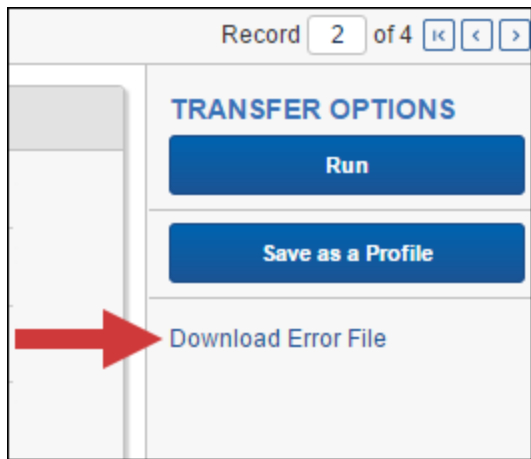 Record 2 of 4
TRANSFER OPTIONS
Run
Save as a Profile
Download Error File